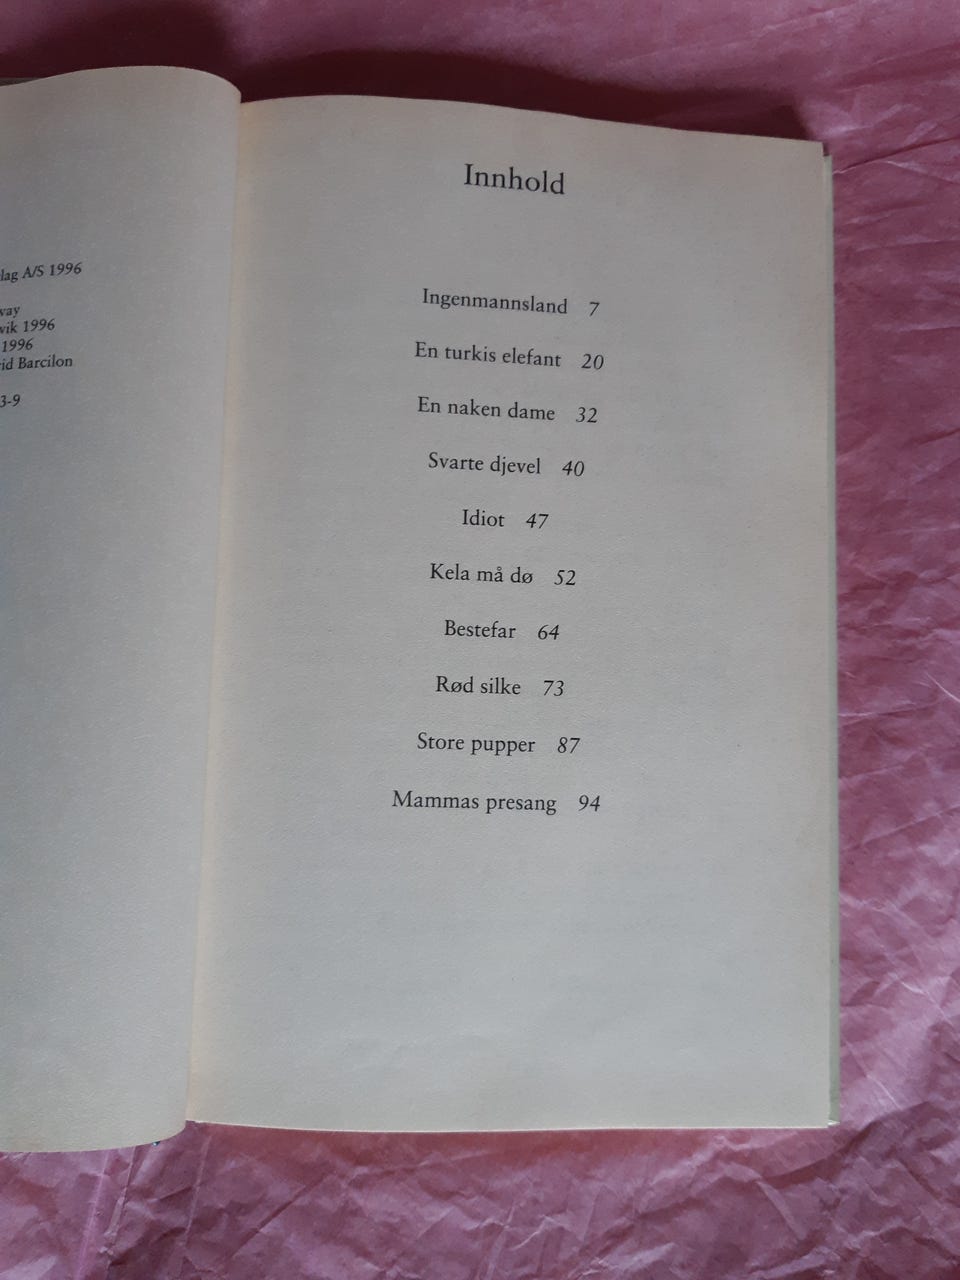 lag A/S 1996
way
vik 1996
1996
rid Barcilon
3-9
Innhold
Ingenmannsland 7
En turkis elefant 20
En naken dame 32
Svarte djevel 40
Idiot 47
Kela må dø 52
Bestefar 64
Rød silke 73
Store pupper 87
Mammas presang 94